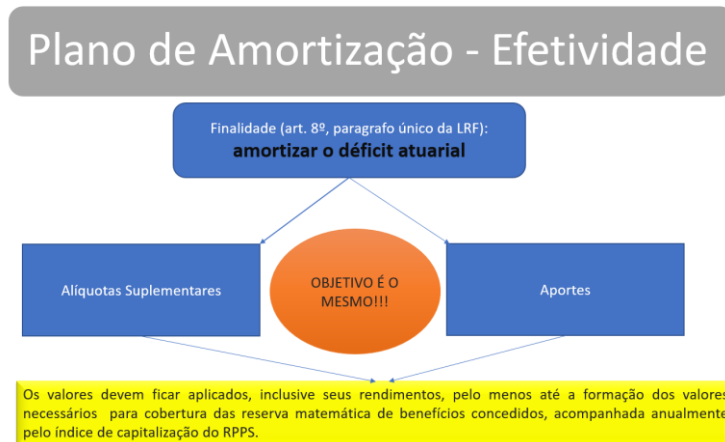 Plano de Amortização - Efetividade
Finalidade (art. 8º, paragrafo único da LRF):
amortizar o déficit atuarial
Alíquotas Suplementares
OBJETIVO É O
MESMO!!!
Aportes
Os valores devem ficar aplicados, inclusive seus rendimentos, pelo menos até a formação dos valores
necessários para cobertura das reserva matemática de benefícios concedidos, acompanhada anualmente
pelo índice de capitalização do RPPS.